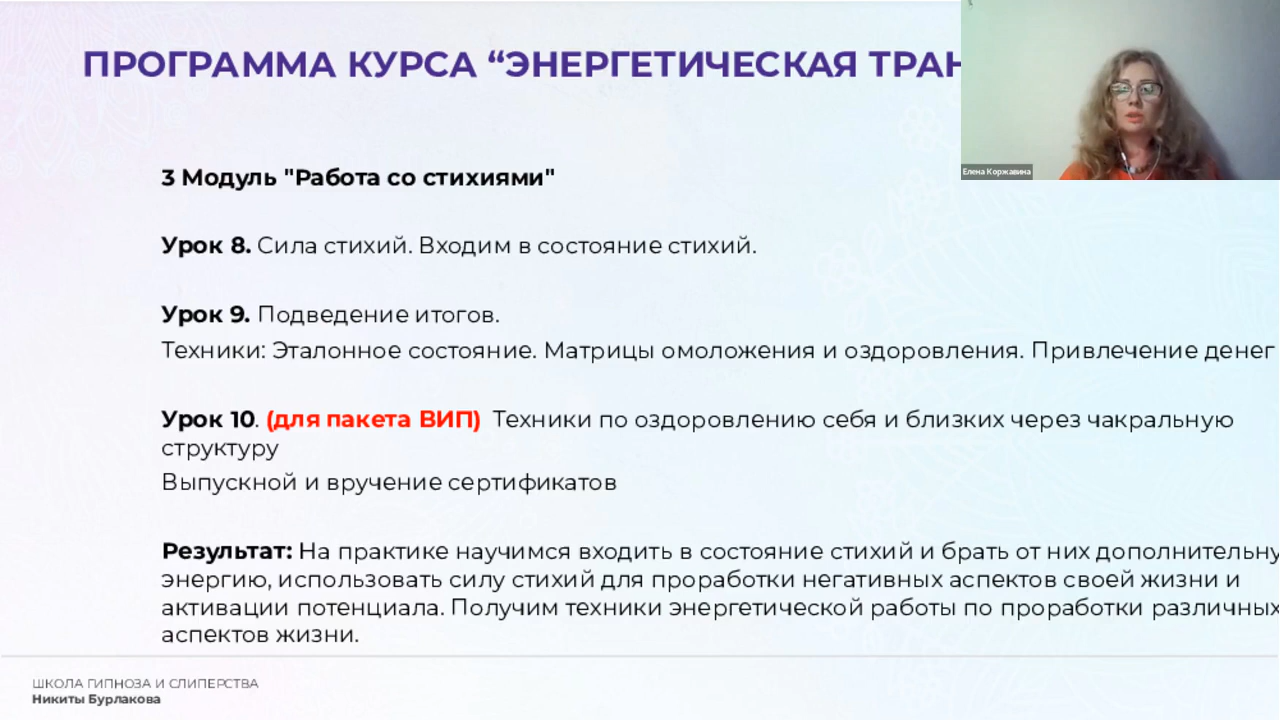 ПРОГРАММА КУРСА “ЭНЕРГЕТИЧЕСКАЯ
Елена Коржавина
3 Модуль "Работа со стихиями"
Урок 8. Сила стихий. Входим в состояние стихий.
Урок 9. Подведение итогов.
Техники: Эталонное состояние. Матрицы омоложения и оздоровления. Привлечение денег
Урок 10. (для пакета ВИП) Техники по оздоровлению себя и близких через чакральную
структуру
Выпускной и вручение сертификатов
Результат: На практике научимся входить в состояние стихий и брать от них
энергию, использовать силу стихий для проработки негативных аспектов своей жизни и
активации потенциала. Получим техники энергетической работы по проработки различных
аспектов жизни.
ШКОЛА ГИПНОЗА И СЛИПЕРСТВА
Никиты Бурлакова